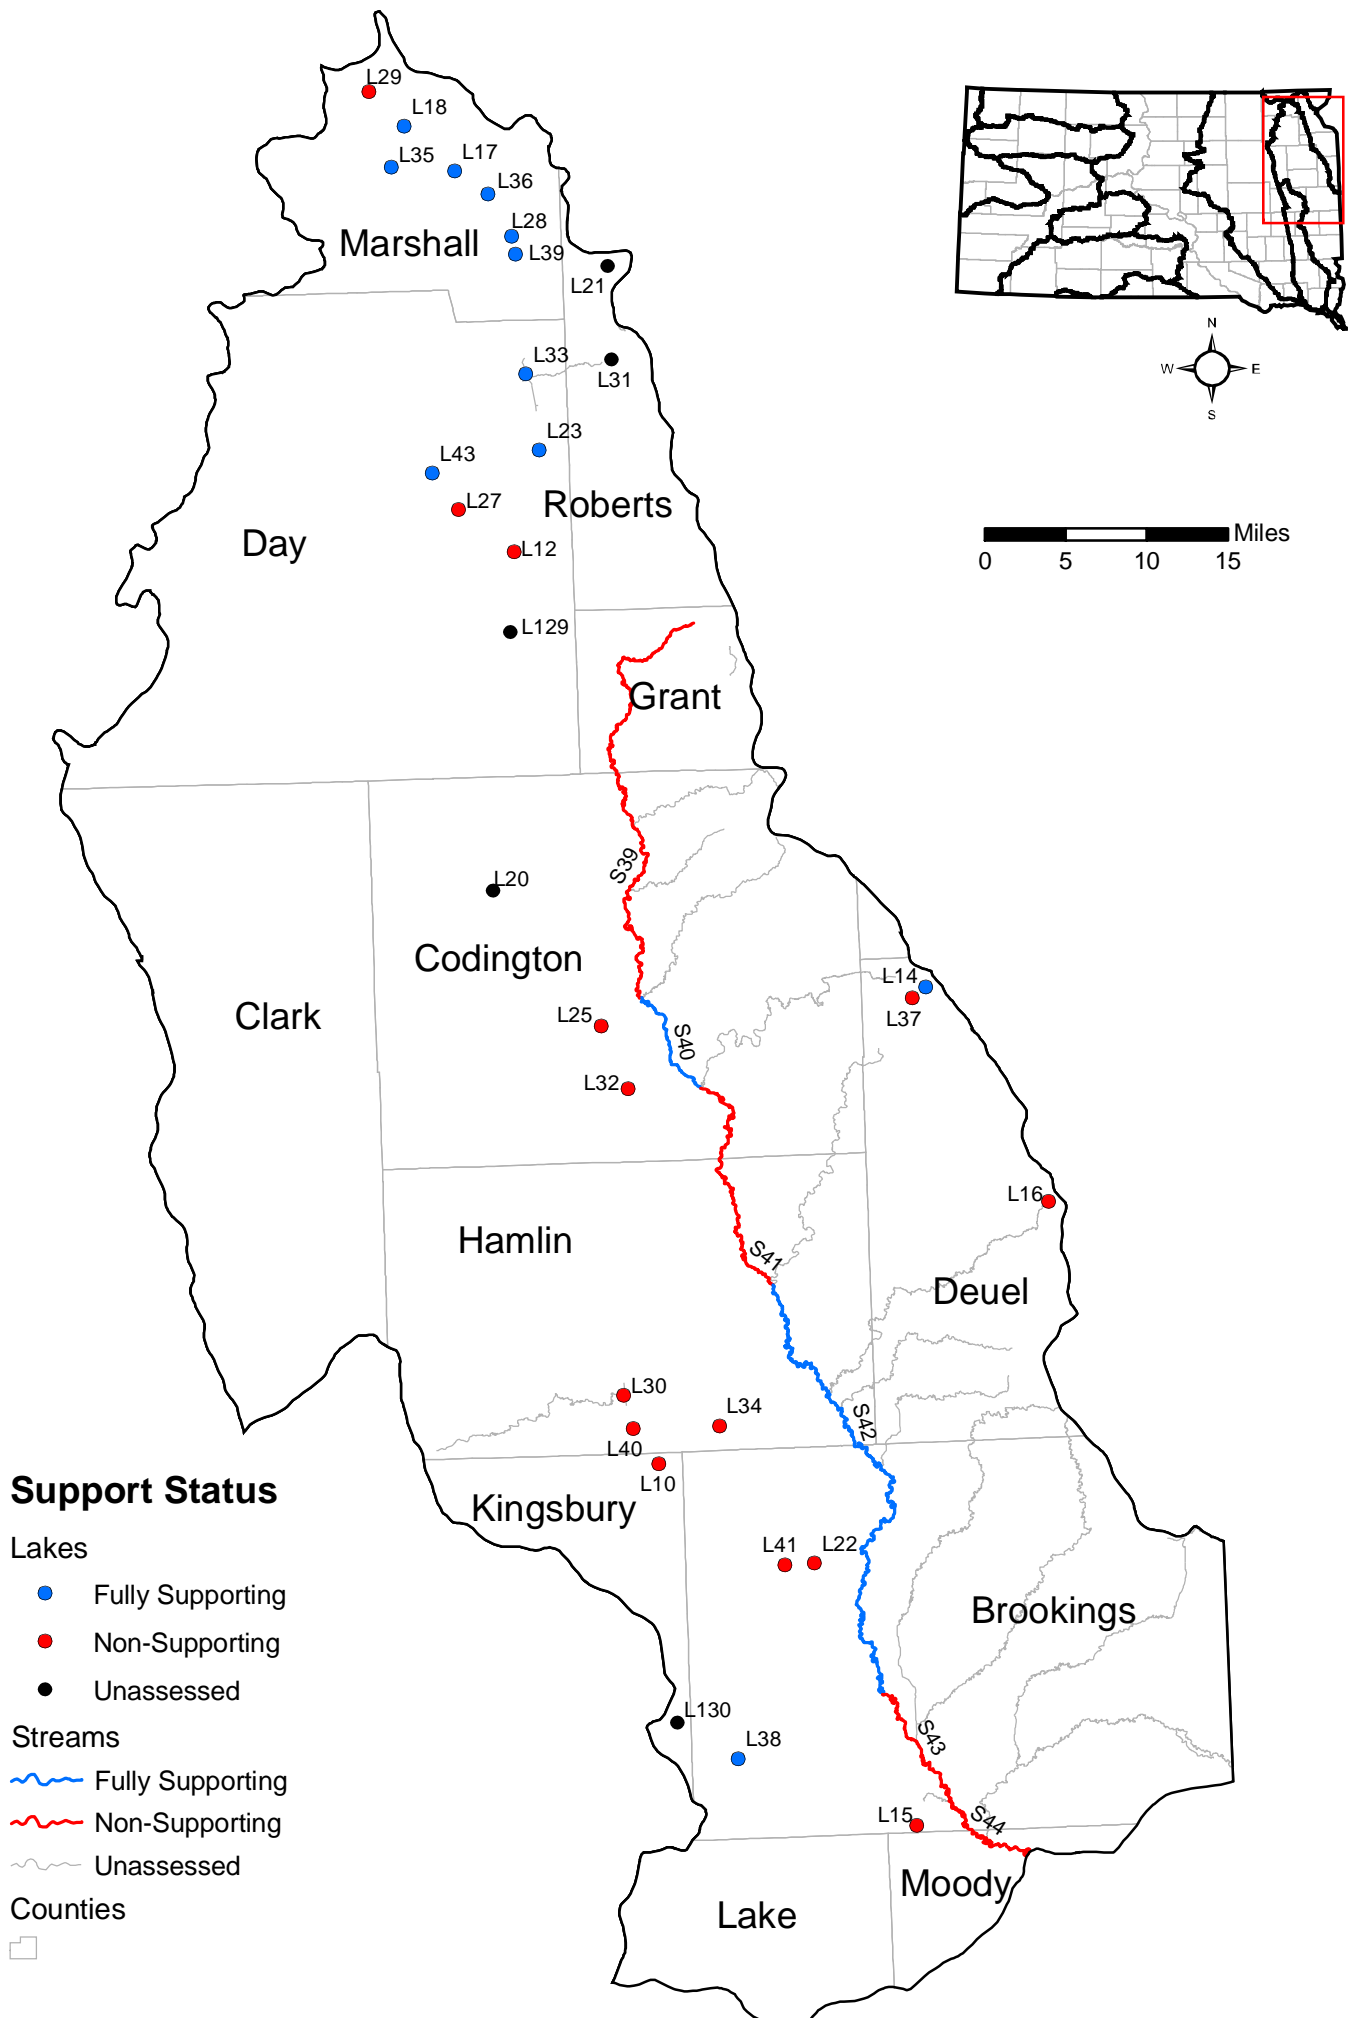 L29
L18
L35
L17
L36
L28
L39
Marshall
L21
N
W
E
S
L33
L31
L23
L43
L27
Roberts
L12
Day
Miles
0 5 10 15
L129
Grant
S39
L20
Codington
Clark
L14
L37
L25
S40
L32
L16
Hamlin
S41
Deuel
L30
L34
S42
L40
L10
Kingsbury
L41
L22
Brookings
L130
L38
S43
L15
S44
Moody
Lake
Support Status
Lakes
Fully Supporting
Non-Supporting
Unassessed
Streams
Fully Supporting
Non-Supporting
Unassessed
Counties